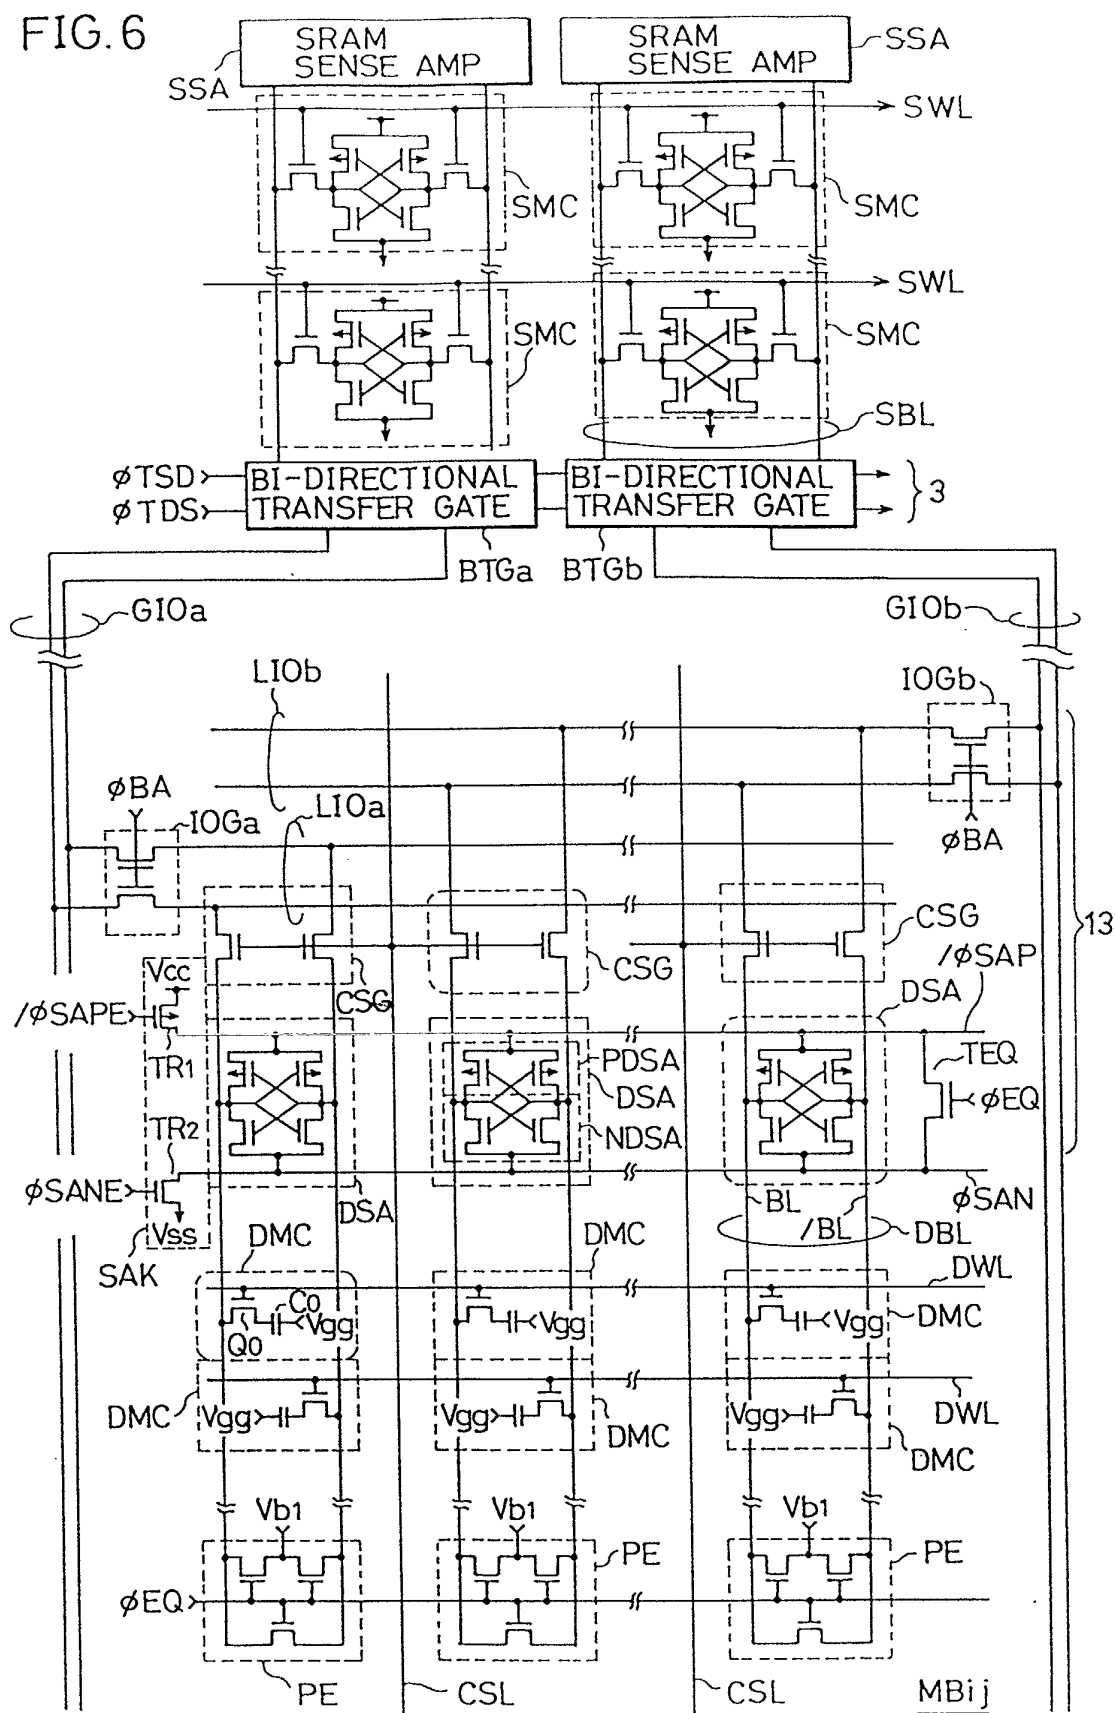 FIG.6
SRAM
SENSE AMP
SRAM
SENSE AMP
SSA
SSA
SWL
SMC
SMC
SWL
SMC
SMC
SBL
φTSD
φTDS
BI-DIRECTIONAL
TRANSFER GATE
BI-DIRECTIONAL
TRANSFER GATE
3
BTGa
BTGb
GIOa
GIOb
LIOb
IOGb
φBA
IOGa
LIOa
φBA
CSG
13
Vcc
CSG
CSG
/φSAP
/φSAPE
DSA
TR1
PDSA
DSA
TEQ
φEQ
TR2
NDSA
φSANE
DSA
BL
φSAN
Vss
/BL
DBL
SAK
DMC
DMC
DWL
C0
Q0
Vgg
Vgg
Vgg
DMC
DMC
Vgg
Vgg
DMC
Vgg
DWL
DMC
Vb1
Vb1
Vb1
PE
PE
φEQ
PE
CSL
CSL
MBij